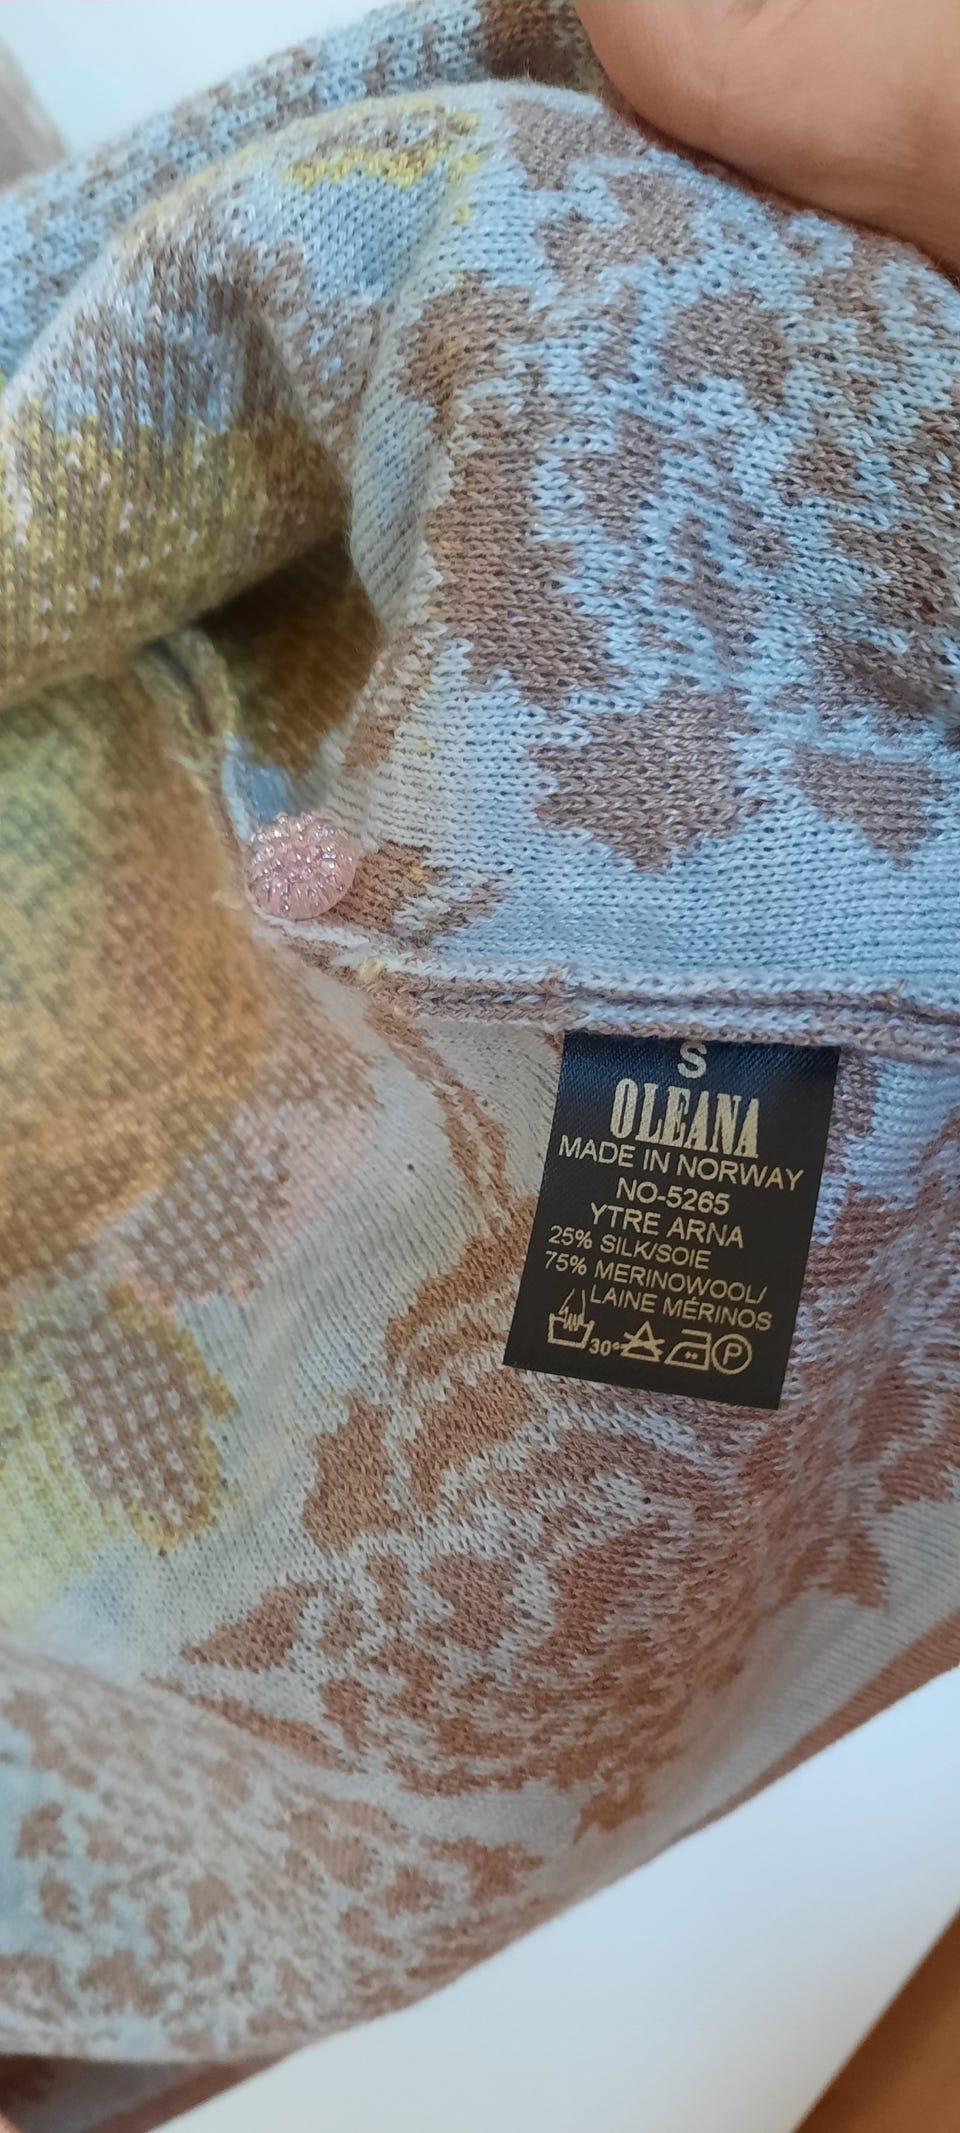 S
OLEANA
MADE IN NORWAY
NO-5265
YTRE ARNA
25% SILK/SOIE
75% MERINOWOOL/
LAINE MÉRINOS
30° P